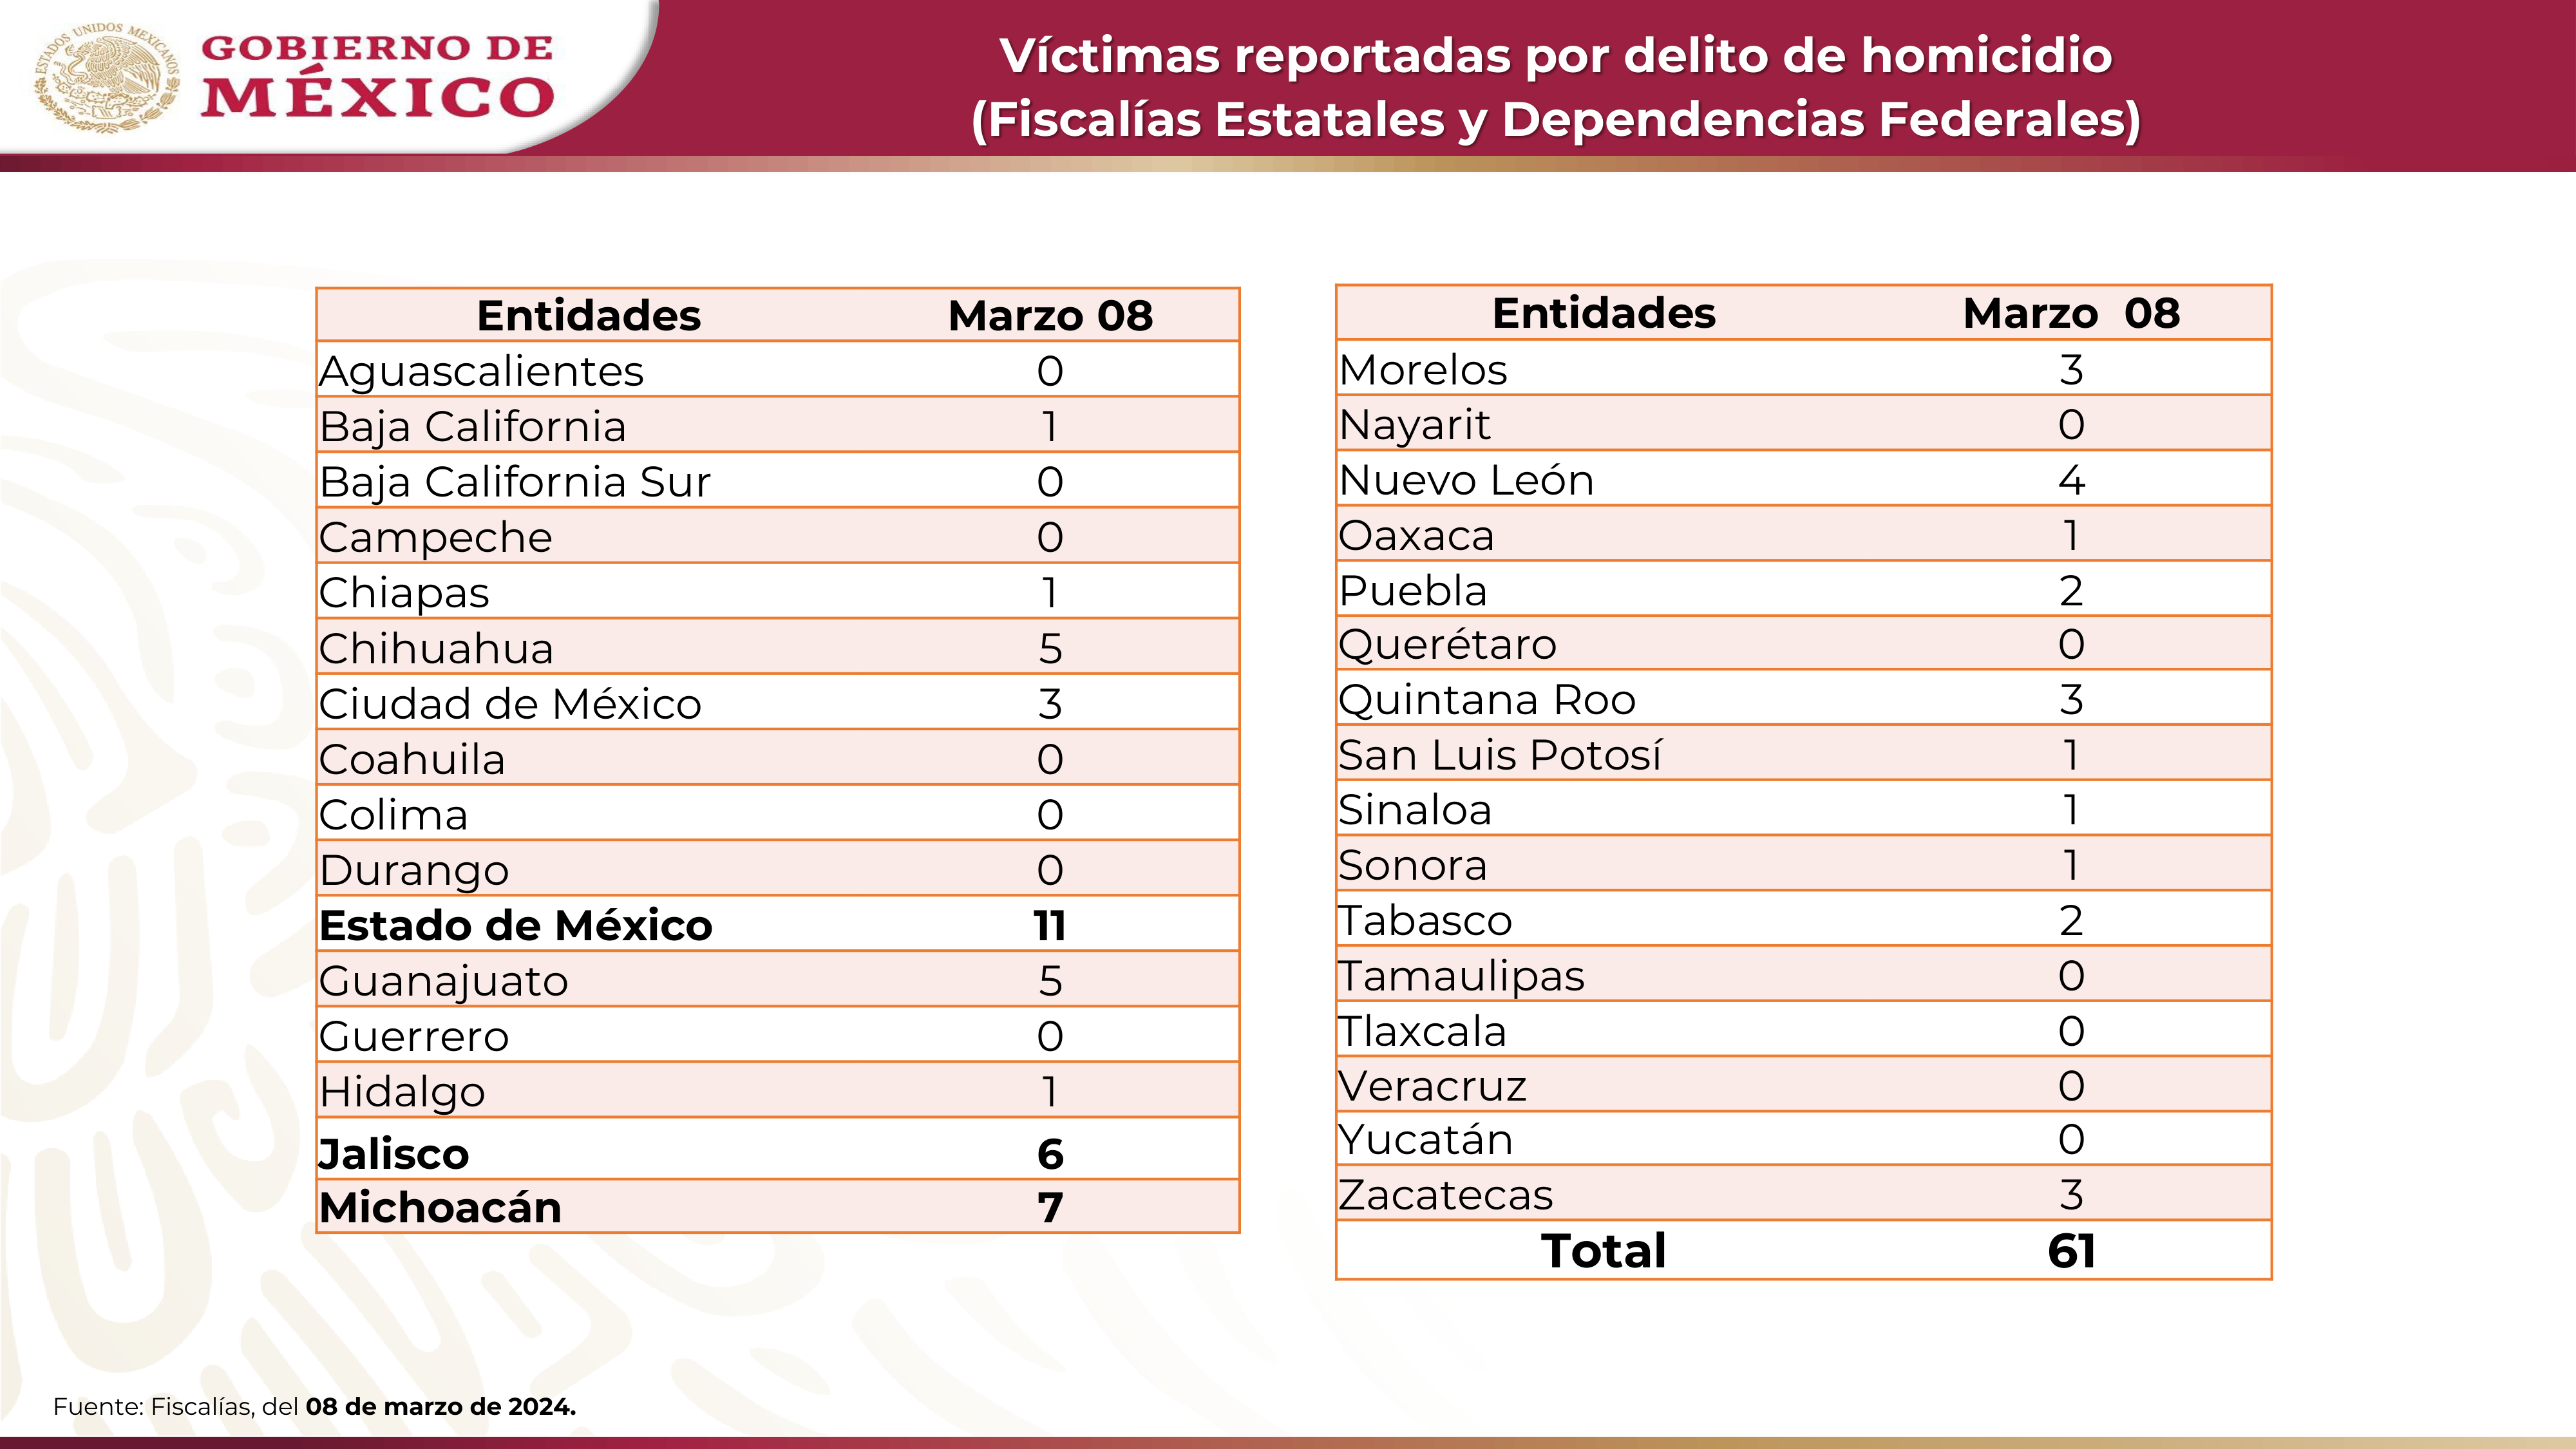 ESTADOS UNIDOS MEXICANOS
GOBIERNO DE
MÉXICO
Víctimas reportadas por delito de homicidio
(Fiscalías Estatales y Dependencias Federales)
Entidades Marzo 08
Aguascalientes 0
Baja California 1
Baja California Sur 0
Campeche 0
Chiapas 1
Chihuahua 5
Ciudad de México 3
Coahuila 0
Colima 0
Durango 0
Estado de México 11
Guanajuato 5
Guerrero 0
Hidalgo 1
Jalisco 6
Michoacán 7
Entidades Marzo 08
Morelos 3
Nayarit 0
Nuevo León 4
Oaxaca 1
Puebla 2
Querétaro 0
Quintana Roo 3
San Luis Potosí 1
Sinaloa 1
Sonora 1
Tabasco 2
Tamaulipas 0
Tlaxcala 0
Veracruz 0
Yucatán 0
Zacatecas 3
Total 61
Fuente: Fiscalías, del 08 de marzo de 2024.